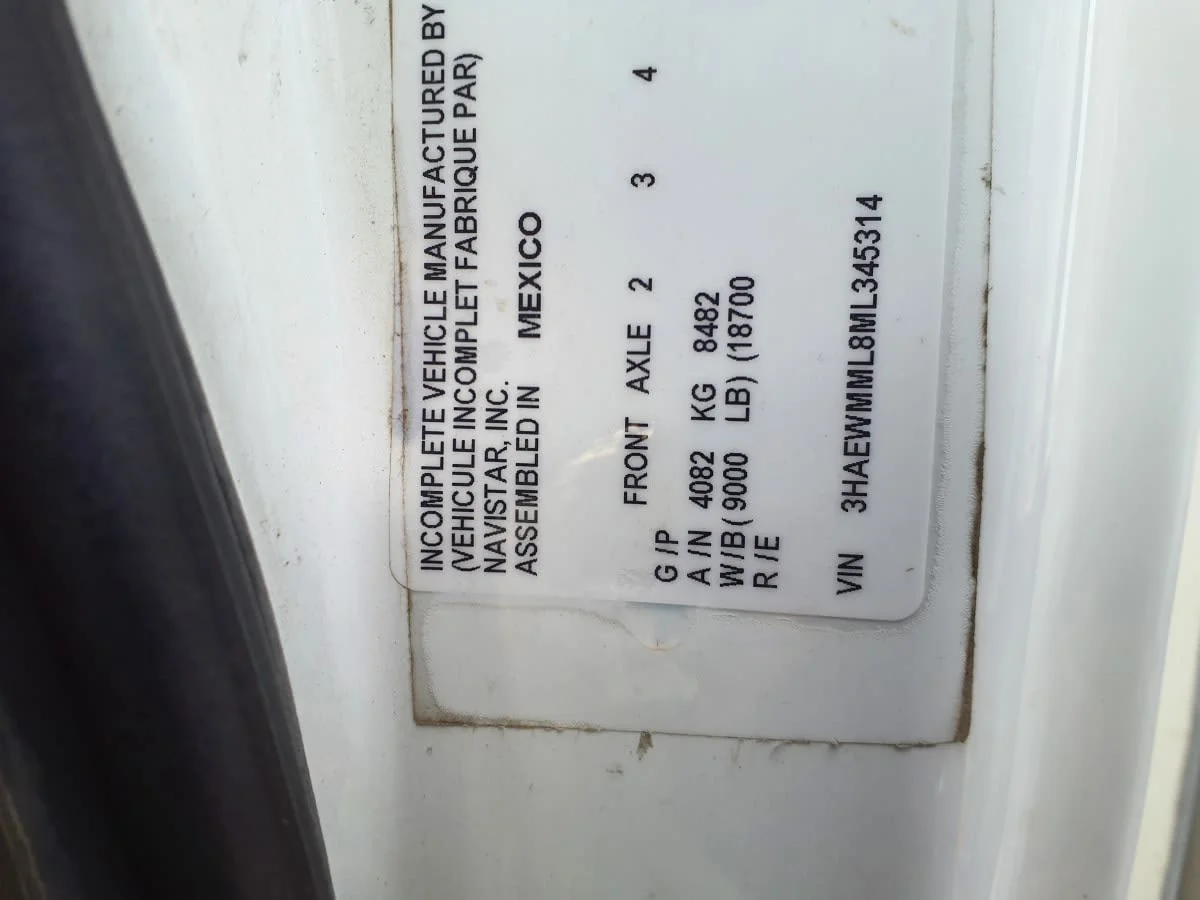 INCOMPLETE VEHICLE MANUFACTURED BY
(VEHICULE INCOMPLET FABRIQUE PAR)
NAVISTAR, INC.
ASSEMBLED IN MEXICO
FRONT AXLE 2 3 4
G /P
A /N 4082 KG 8482
W/B( 9000 LB) (18700
R /E
VIN 3HAEWMML8ML345314